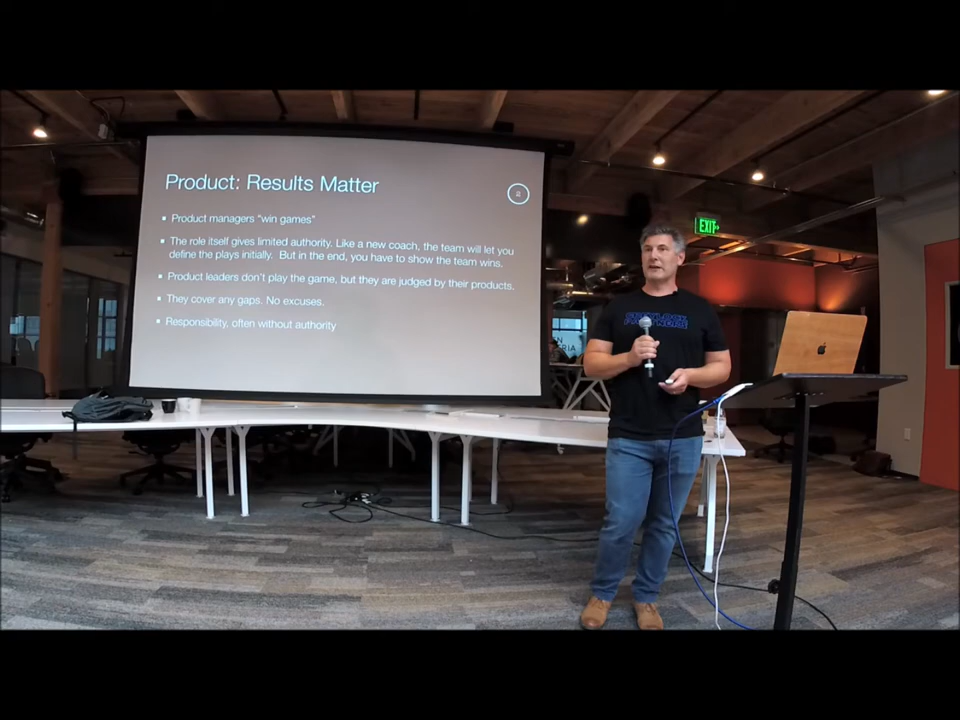 Product: Results Matter
Product managers "win games"
The role itself gives limited authority. Like a new coach, the team will let you
define the plays initially. But in the end, you have to show the team wins.
Product leaders don't play the game, but they are judged by their products.
They cover any gaps. No excuses.
Responsibility, often without authority
EXIT